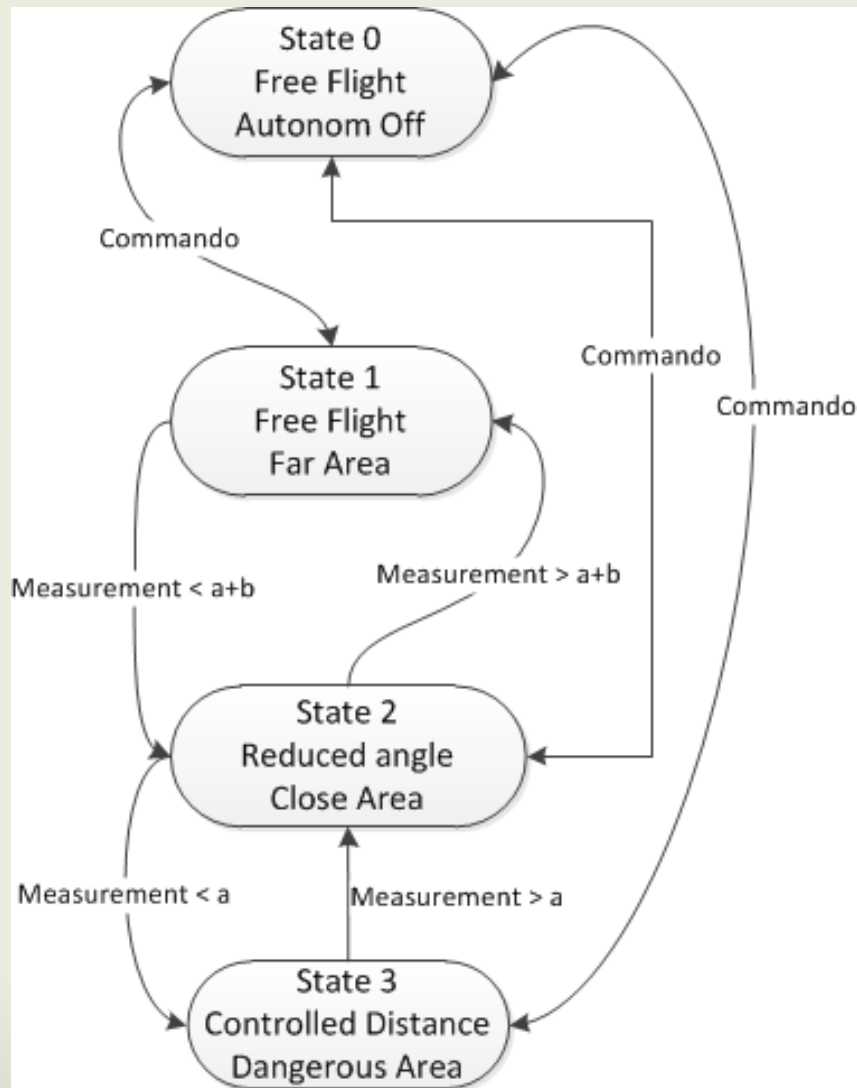 State 0
Free Flight
Autonom Off
Commando
Commando
Commando
State 1
Free Flight
Far Area
Measurement < a+b
Measurement > a+b
State 2
Reduced angle
Close Area
Measurement < a
Measurement > a
State 3
Controlled Distance
Dangerous Area